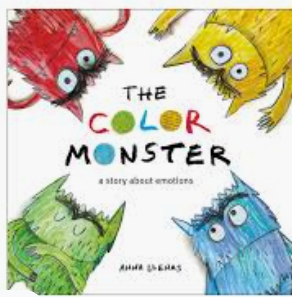 THE
COLOR
MONSTER
a story about emotions
ANNA LLENAS